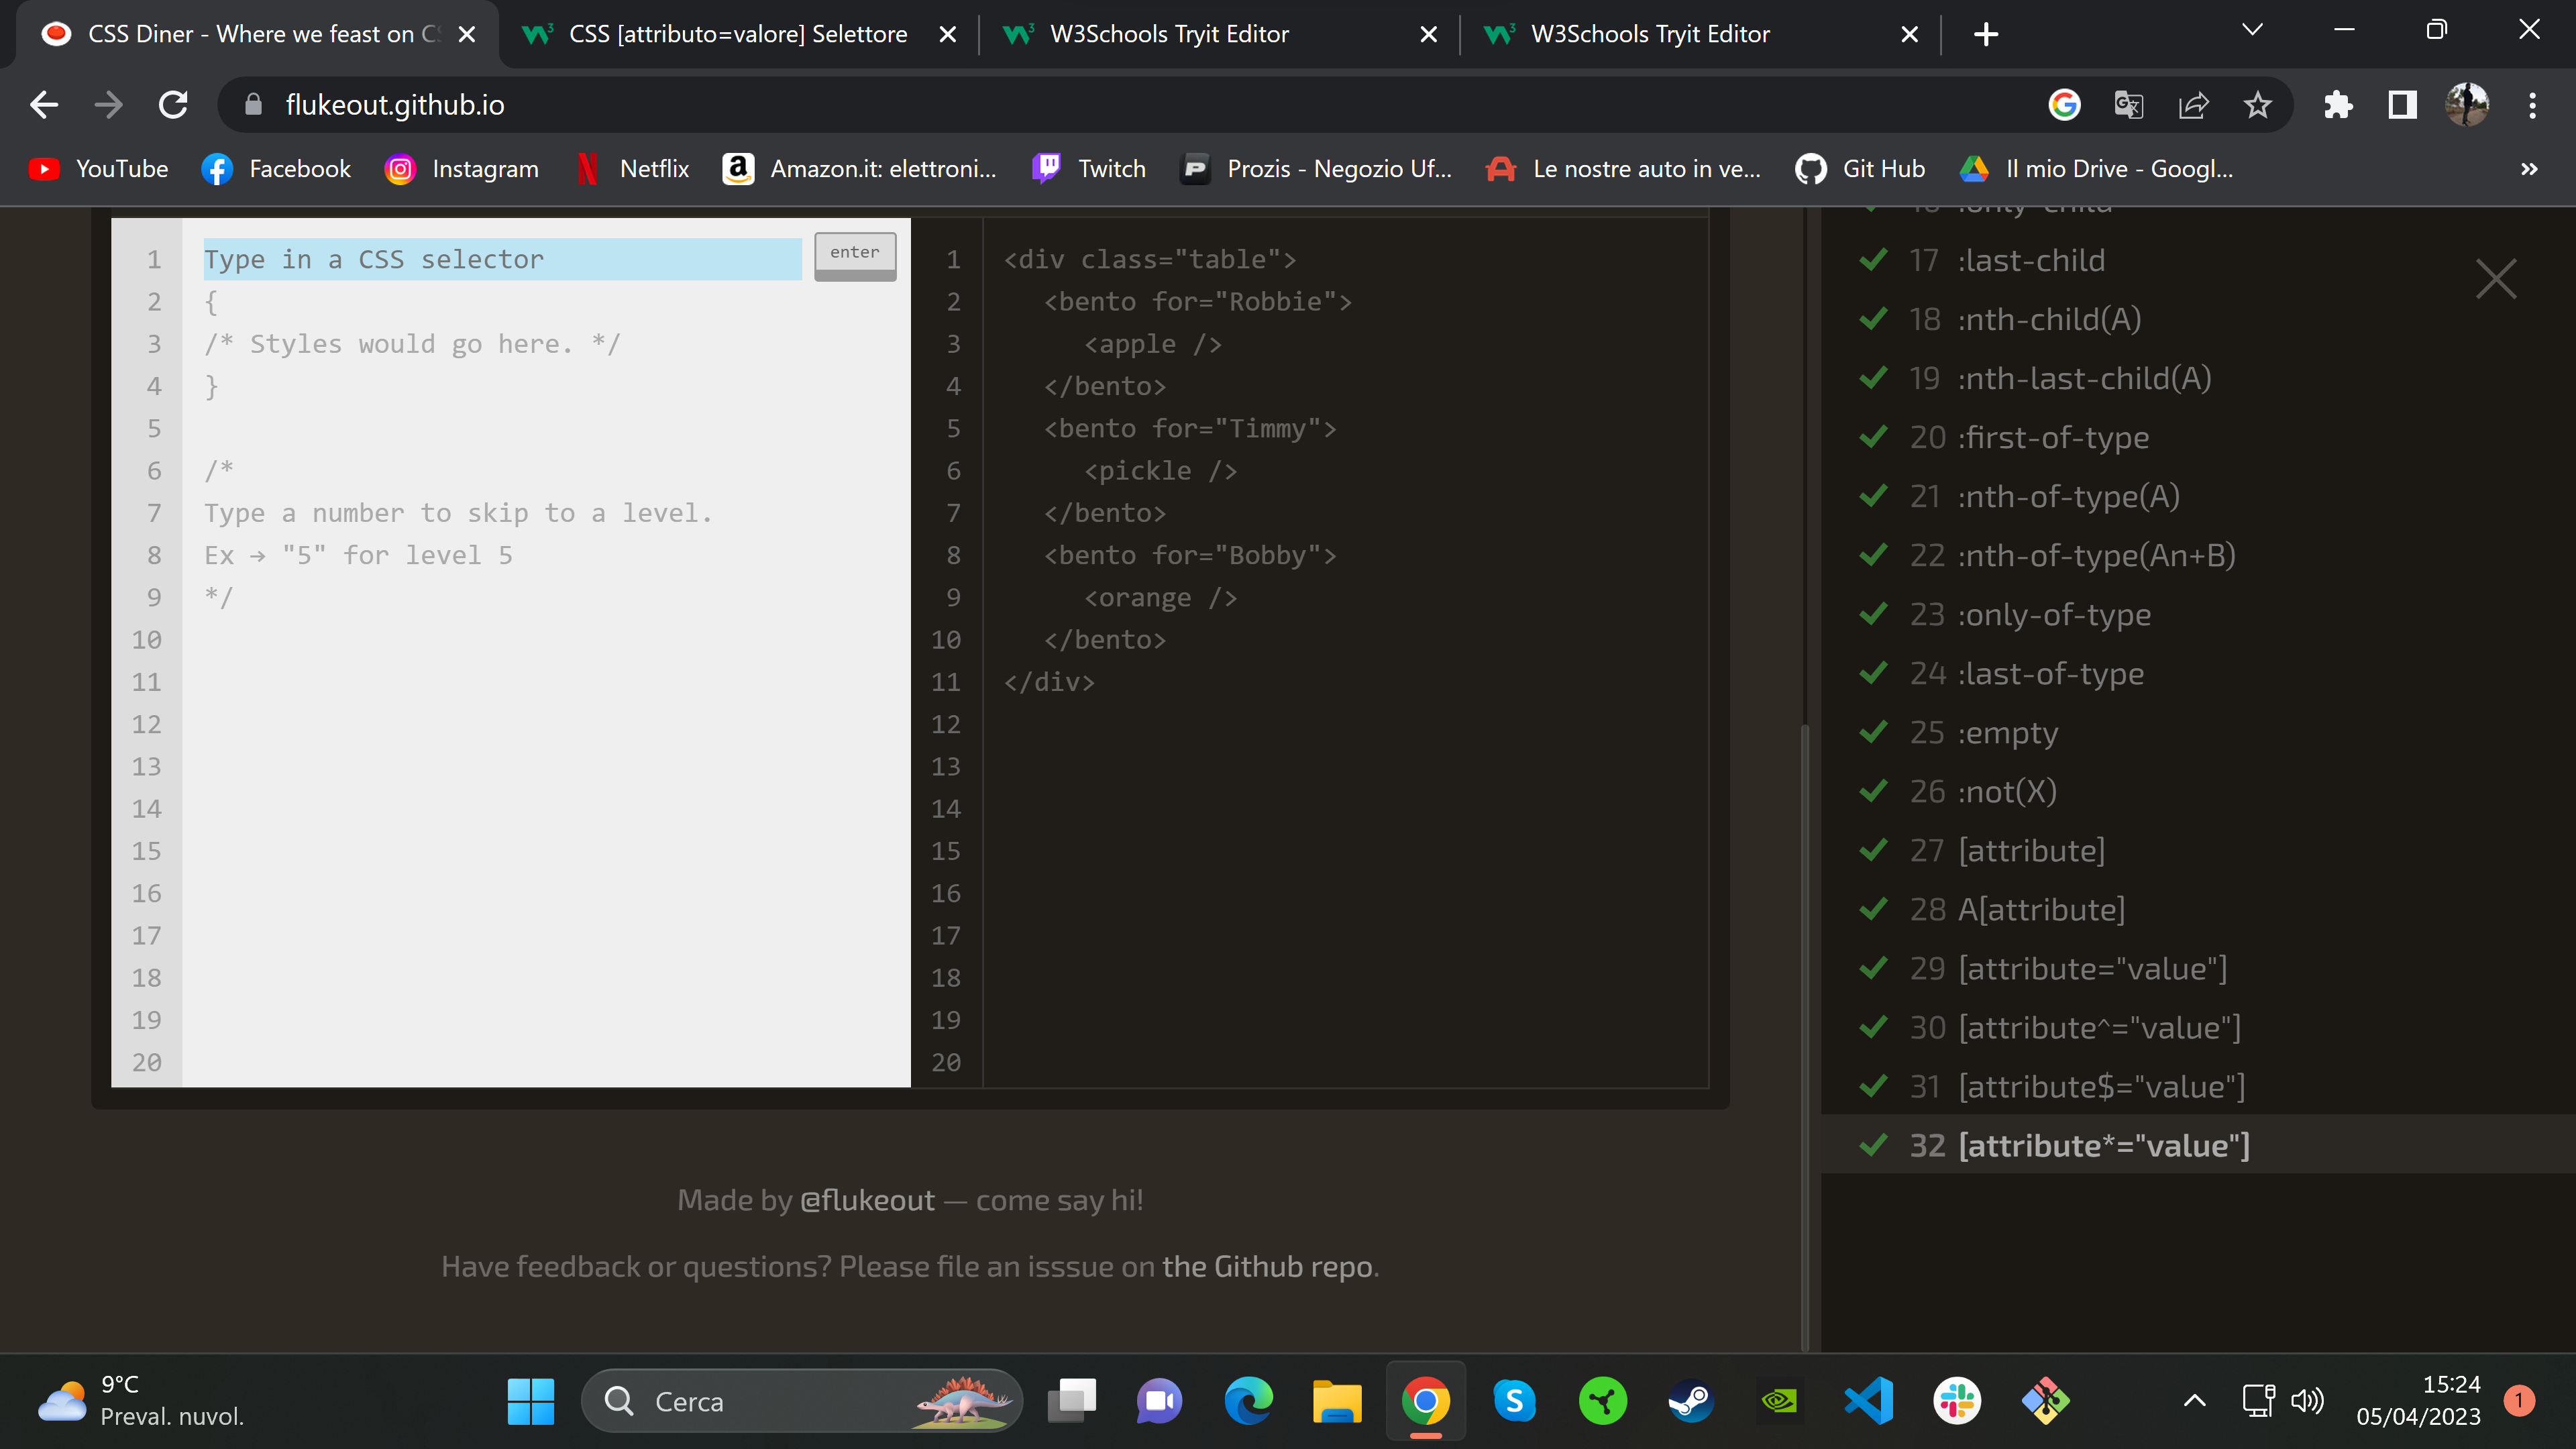 CSS Diner - Where we feast on CS
CSS [attributo=valore] Selettore
W3Schools Tryit Editor
W3Schools Tryit Editor
flukeout.github.io
YouTube
Facebook
Instagram
Netflix
Amazon.it: elettroni...
Twitch
Prozis - Negozio Uf...
Le nostre auto in ve...
Git Hub
Il mio Drive - Googl...
»
1 Type in a CSS selector
enter
2 {
3 /* Styles would go here. */
4 }
5
6 /*
7 Type a number to skip to a level.
8 Ex → "5" for level 5
9 */
10
11
12
13
14
15
16
17
18
19
20
1 <div class="table">
2 <bento for="Robbie">
3 <apple />
4 </bento>
5 <bento for="Timmy">
6 <pickle />
7 </bento>
8 <bento for="Bobby">
9 <orange />
10 </bento>
11 </div>
12
13
14
15
16
17
18
19
20
:only-child
17 :last-child
18 :nth-child(A)
19 :nth-last-child(A)
20 :first-of-type
21 :nth-of-type(A)
22 :nth-of-type(An+B)
23 :only-of-type
24 :last-of-type
25 :empty
26 :not(X)
27 [attribute]
28 A[attribute]
29 [attribute="value"]
30 [attribute^="value"]
31 [attribute$="value"]
32 [attribute*="value"]
Made by @flukeout — come say hi!
Have feedback or questions? Please file an isssue on the Github repo.
9°C
Preval. nuvol.
Cerca
15:24
05/04/2023
1